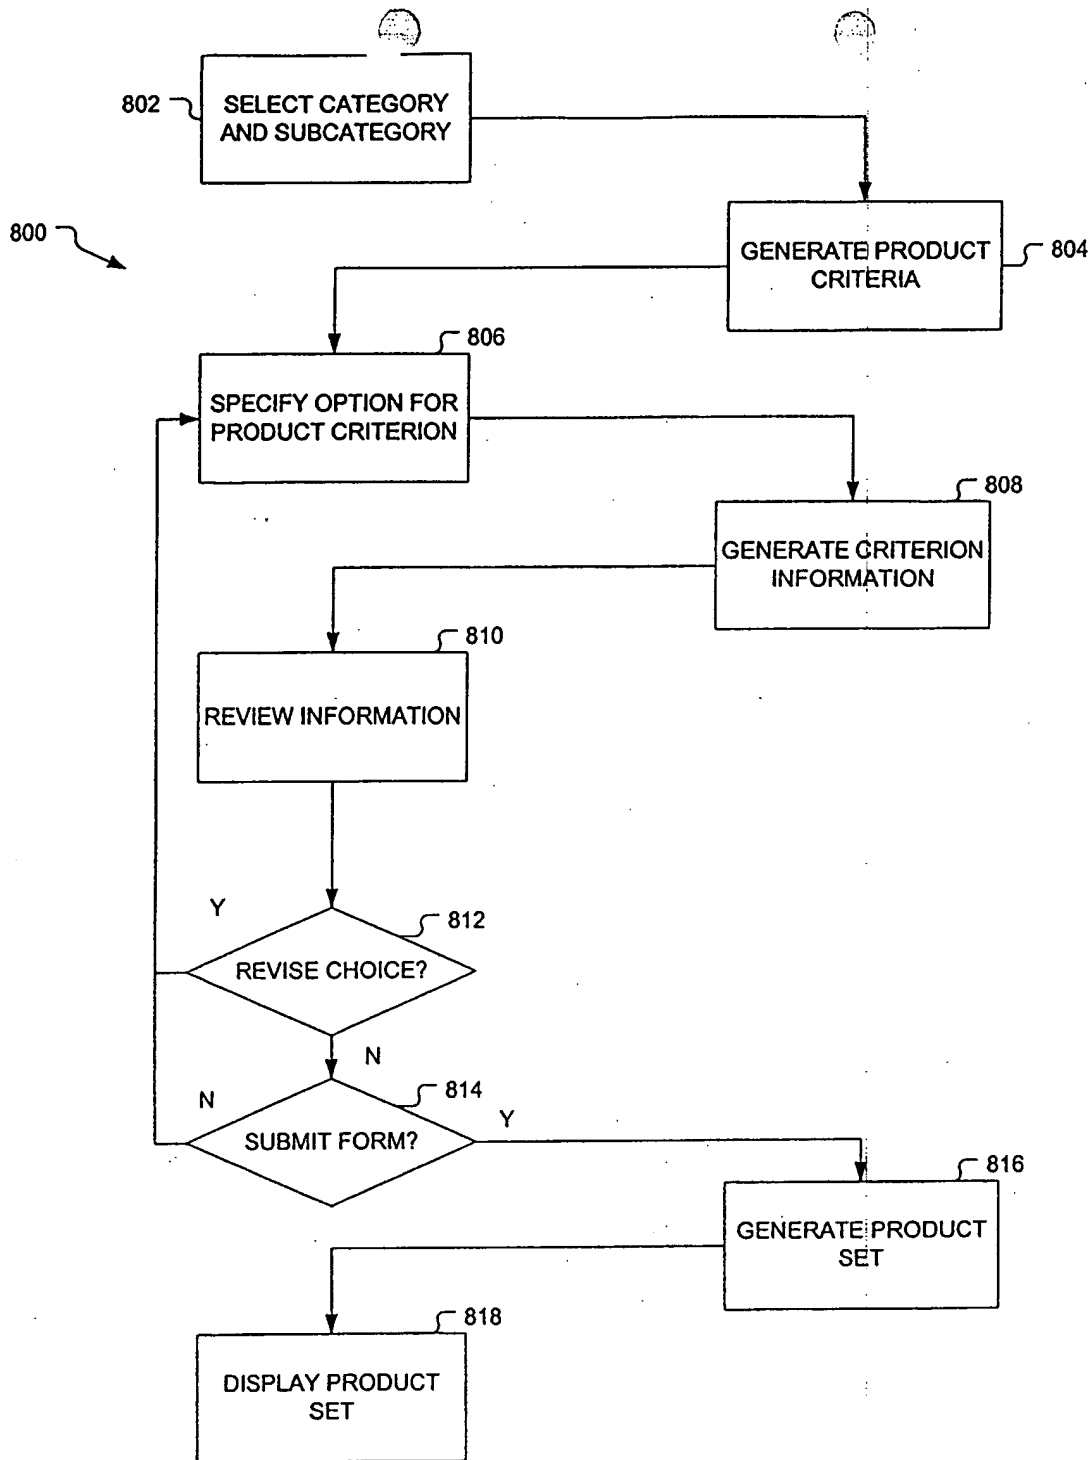 802
SELECT CATEGORY
AND SUBCATEGORY
800
GENERATE PRODUCT
CRITERIA
804
806
SPECIFY OPTION FOR
PRODUCT CRITERION
808
GENERATE CRITERION
INFORMATION
810
REVIEW INFORMATION
Y
812
REVISE CHOICE?
N
N
814
Y
SUBMIT FORM?
816
GENERATE PRODUCT
SET
818
DISPLAY PRODUCT
SET